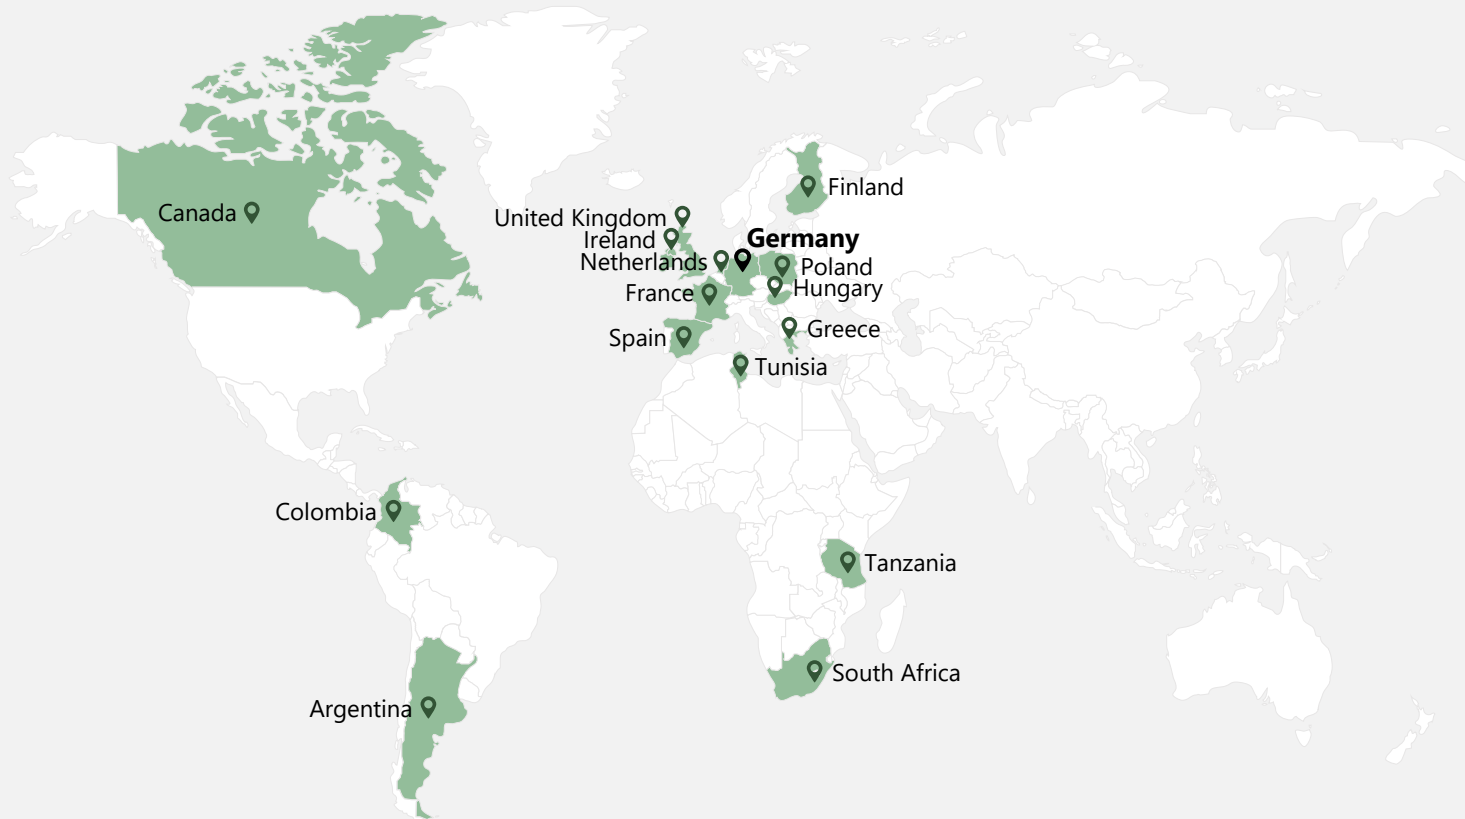 Finland
Canada
United Kingdom
Ireland
Germany
Netherlands
Poland
Hungary
France
Greece
Spain
Tunisia
Colombia
Tanzania
South Africa
Argentina